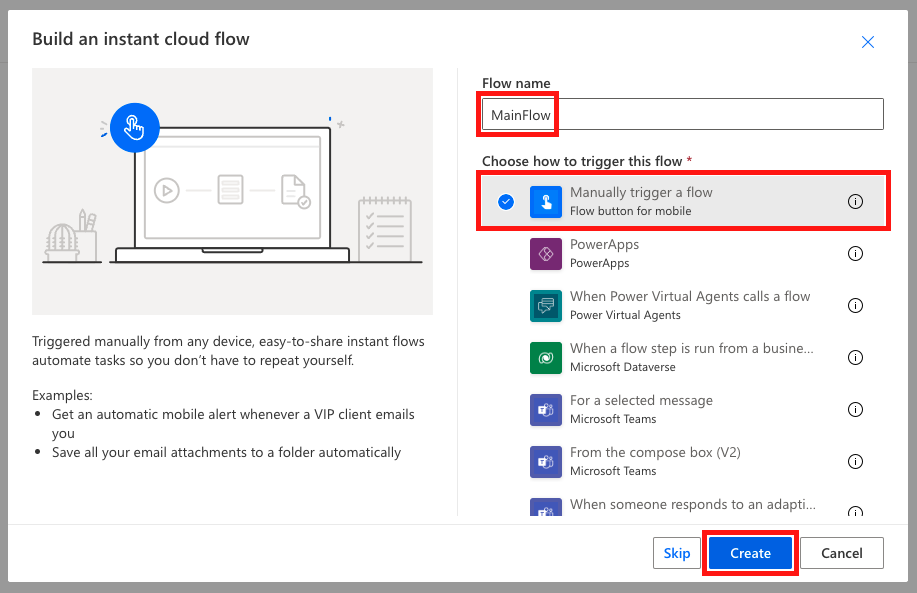 Build an instant cloud flow
Triggered manually from any device, easy-to-share instant flows
automate tasks so you don't have to repeat yourself.
Examples:
Get an automatic mobile alert whenever a VIP client emails
you
Save all your email attachments to a folder automatically
Flow name
MainFlow
Choose how to trigger this flow *
Manually trigger a flow
Flow button for mobile
PowerApps
PowerApps
When Power Virtual Agents calls a flow
Power Virtual Agents
When a flow step is run from a busine...
Microsoft Dataverse
For a selected message
Microsoft Teams
From the compose box (V2)
Microsoft Teams
When someone responds to an adapti...
Skip
Create
Cancel